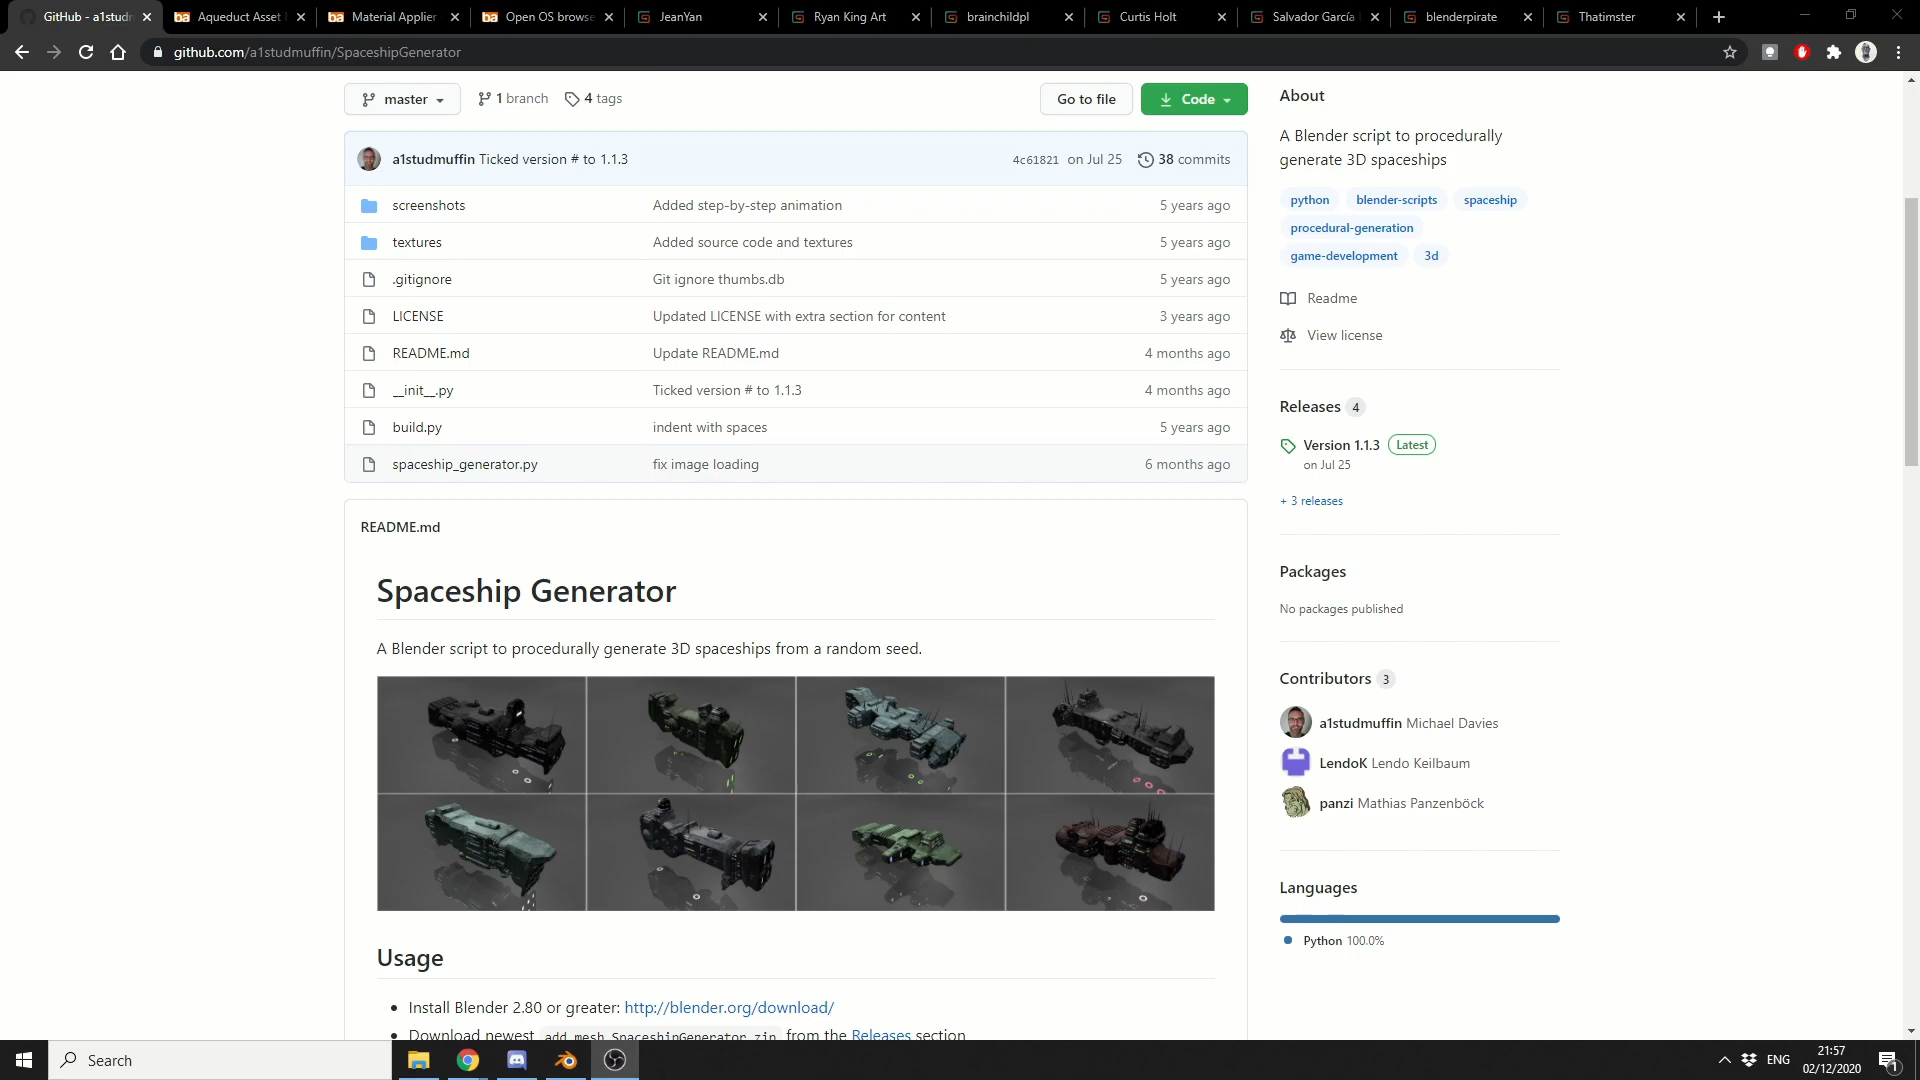 GitHub - a1studm
Aqueduct Asset
Material Applier
Open OS browse
JeanYan
Ryan King Art
brainchildpl
Curtis Holt
Salvador García
blenderpirate
Thatimster
github.com/a1studmuffin/SpaceshipGenerator
master
1 branch
4 tags
Go to file
Code
a1studmuffin Ticked version # to 1.1.3
4c61821 on Jul 25
38 commits
screenshots Added step-by-step animation 5 years ago
textures Added source code and textures 5 years ago
.gitignore Git ignore thumbs.db 5 years ago
LICENSE Updated LICENSE with extra section for content 3 years ago
README.md Update README.md 4 months ago
__init__.py Ticked version # to 1.1.3 4 months ago
build.py indent with spaces 5 years ago
spaceship_generator.py fix image loading 6 months ago
README.md
Spaceship Generator
A Blender script to procedurally generate 3D spaceships from a random seed.
Usage
Install Blender 2.80 or greater: http://blender.org/download/
Download newest add_mesh_SpaceshipGenerator.zip from the Releases section
About
A Blender script to procedurally
generate 3D spaceships
python blender-scripts spaceship
procedural-generation
game-development 3d
Readme
View license
Releases 4
Version 1.1.3 Latest
on Jul 25
+ 3 releases
Packages
No packages published
Contributors 3
a1studmuffin Michael Davies
LendoK Lendo Keilbaum
panzi Mathias Panzenböck
Languages
Python 100.0%
Search
ENG
21:57
02/12/2020
1